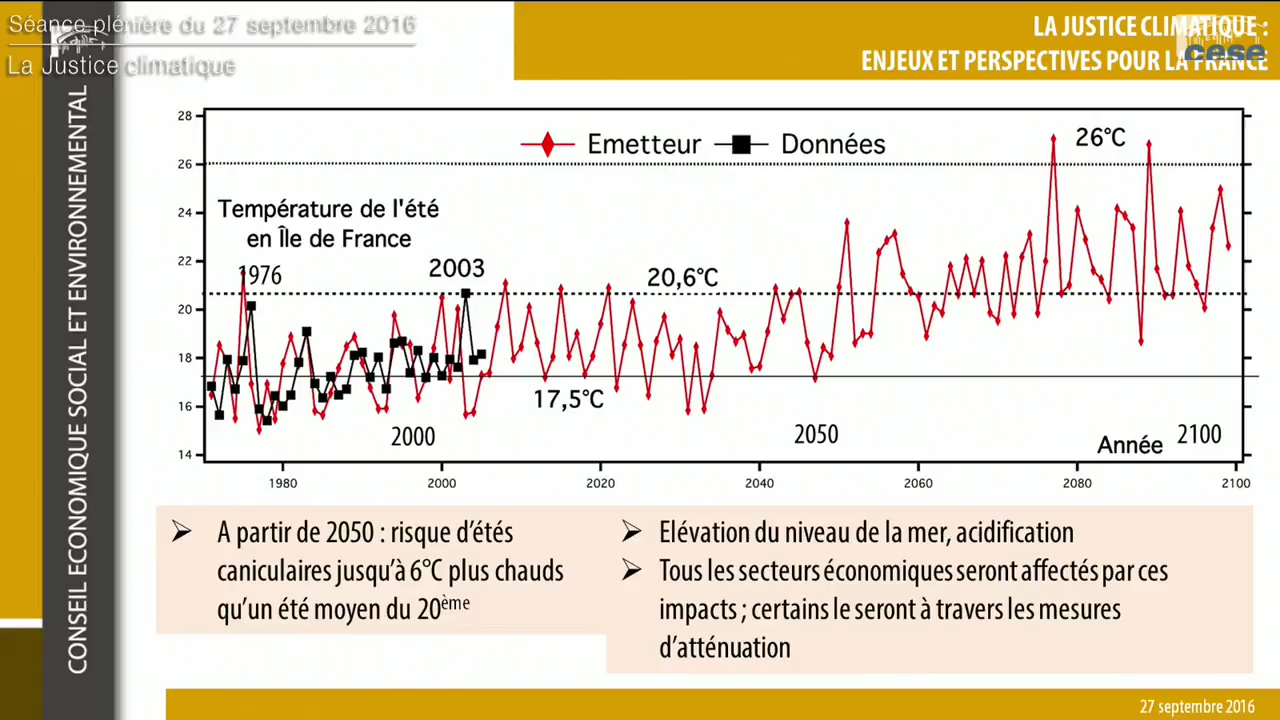 Séance plénière du 27 septembre 2016
La Justice climatique
LA JUSTICE CLIMATIQUE :
ENJEUX ET PERSPECTIVES POUR LA FRANCE
cese
CONSEIL ECONOMIQUE SOCIAL ET ENVIRONNEMENTAL
Emetteur
Données
26°C
Température de l'été
en Île de France
1976
2003
20,6°C
17,5°C
2000
2050
Année
2100
28
26
24
22
20
18
16
14
1980
2000
2020
2040
2060
2080
2100
A partir de 2050 : risque d'étés
caniculaires jusqu'à 6°C plus chauds
qu'un été moyen du 20ème
Elévation du niveau de la mer, acidification
Tous les secteurs économiques seront affectés par ces
impacts ; certains le seront à travers les mesures
d'atténuation
27 septembre 2016